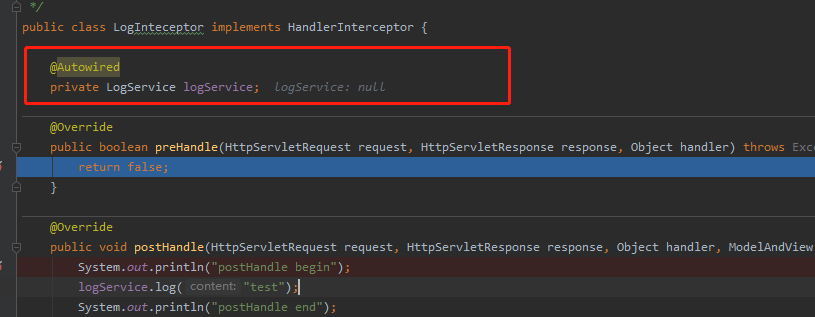 */
public class LogInteceptor implements HandlerInterceptor {
@Autowired
private LogService logService; logService: null
@Override
public boolean preHandle(HttpServletRequest request, HttpServletResponse response, Object handler) throws Exc
return false;
}
@Override
public void postHandle(HttpServletRequest request, HttpServletResponse response, Object handler, ModelAndView
System.out.println("postHandle begin");
logService.log( content: "test");
System.out.println("postHandle end");